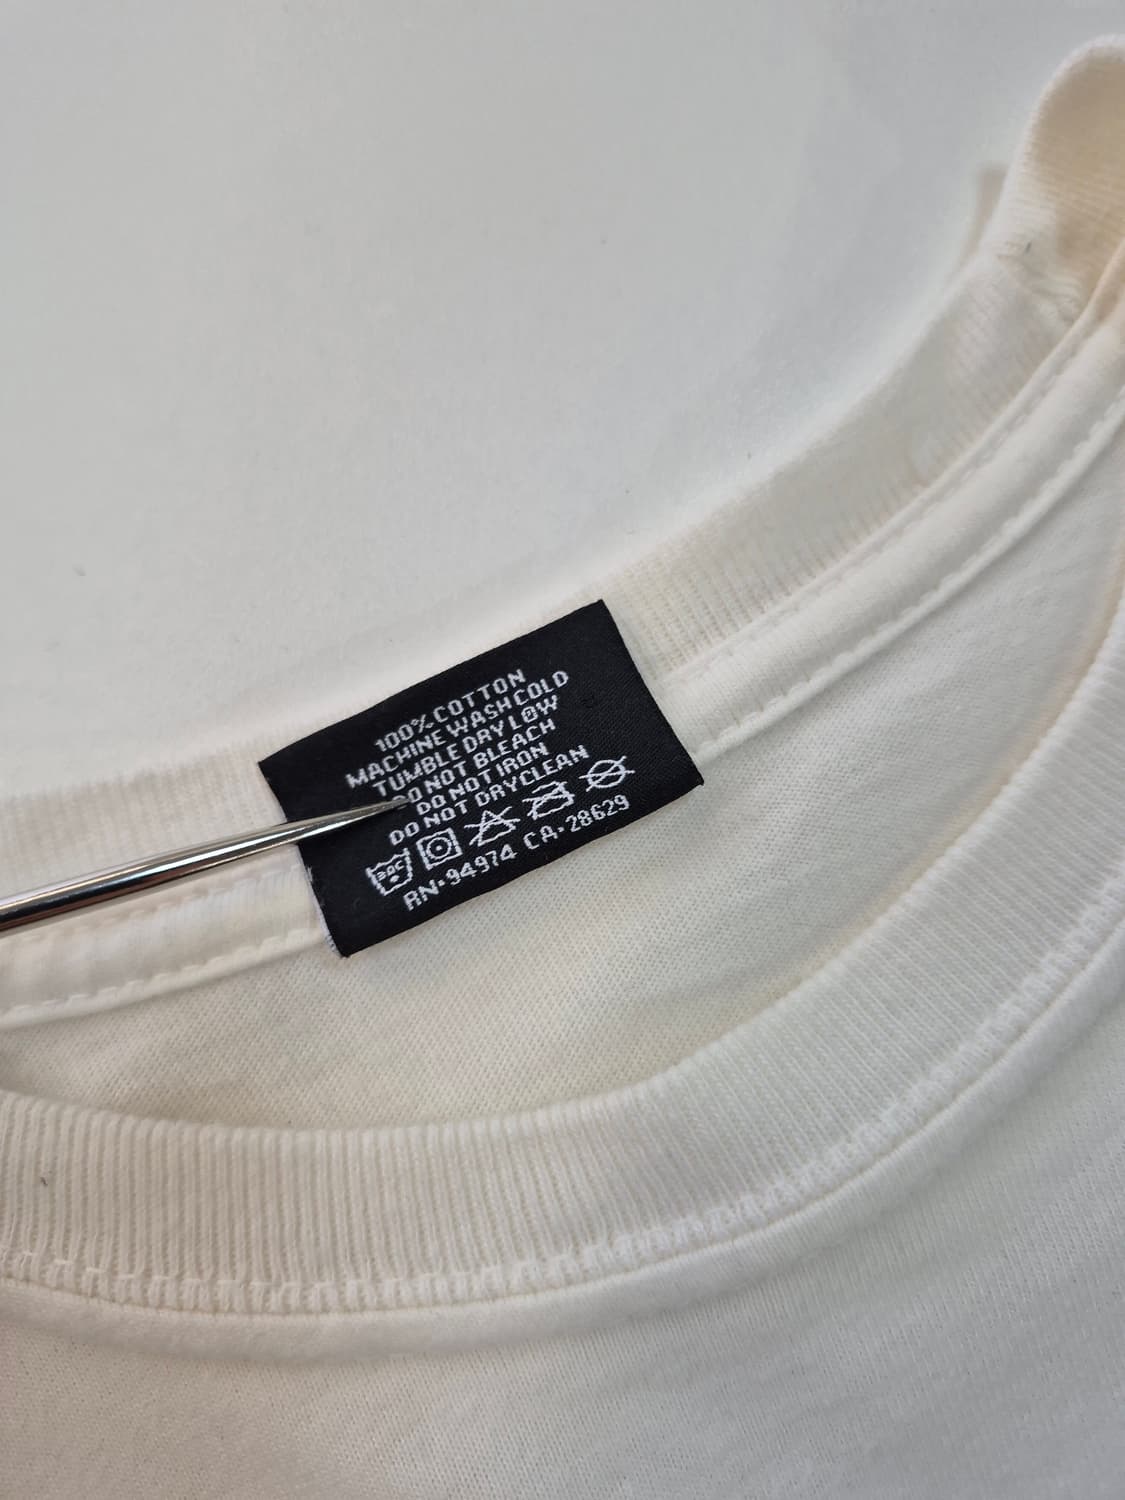 100% COTTON
MACHINE WASH COLD
TUMBLE DRY LOW
DO NOT BLEACH
DO NOT IRON
DO NOT DRYCLEAN
30C
RN•94974 CA•28629